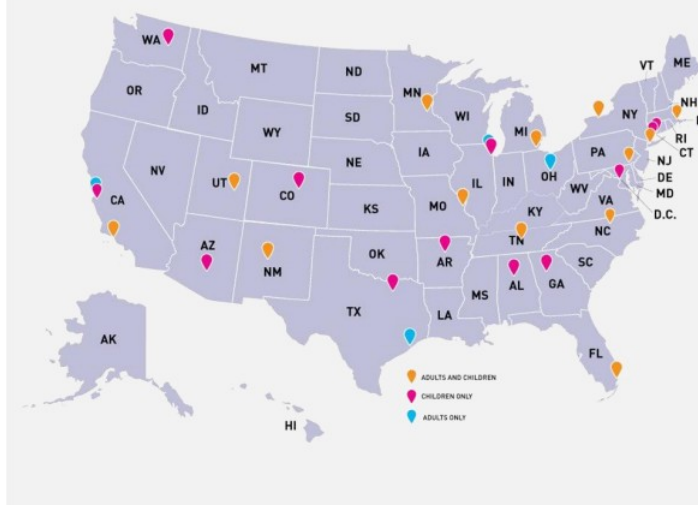 VT
ME
WA
MT
ND
MN
OR
NH
ID
SD
WI
MI
NY
WY
RI
CT
IA
PA
NJ
NE
NV
OH
DE
UT
IL
IN
MD
CO
WV
VA
CA
KS
MO
KY
D.C.
NC
TN
AZ
OK
NM
AR
SC
MS
AL
GA
TX
LA
AK
FL
ADULTS AND CHILDREN
CHILDREN ONLY
ADULTS ONLY
HI